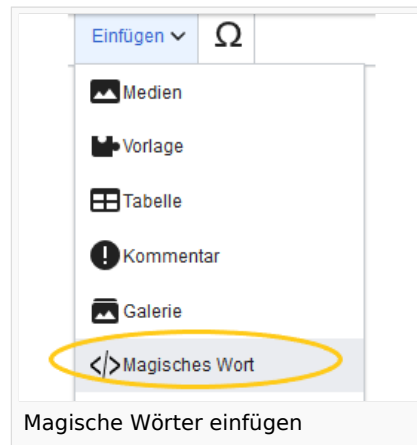 Einfügen Ω
Medien
Vorlage
Tabelle
Kommentar
Galerie
Magisches Wort
Magische Wörter einfügen